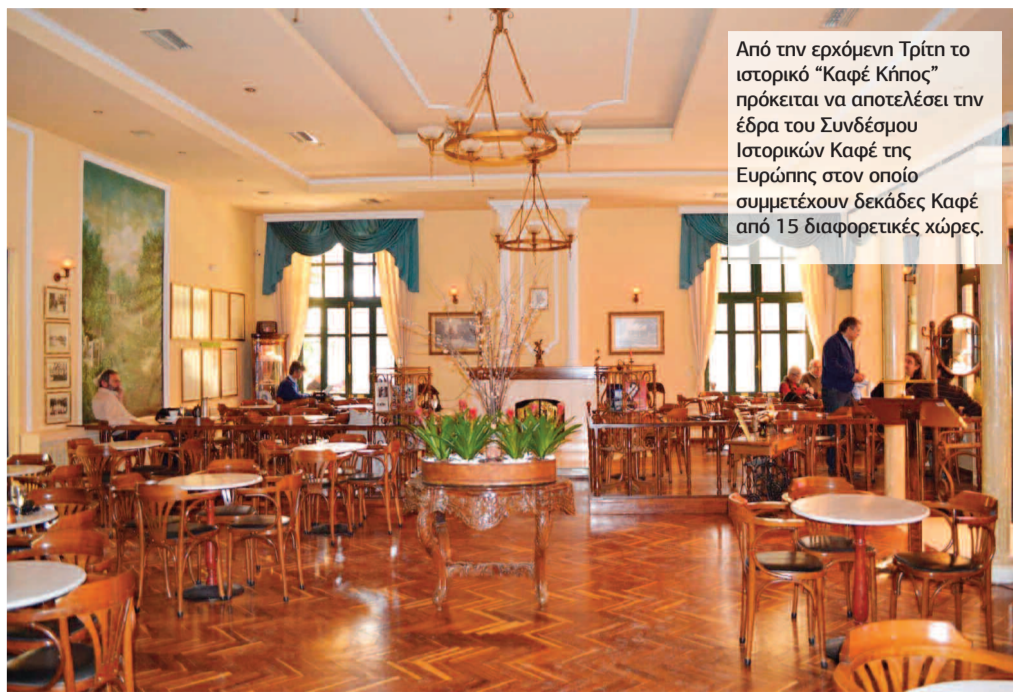 Από την ερχόμενη Τρίτη το
ιστορικό “Καφέ Κήπος”
πρόκειται να αποτελέσει την
έδρα του Συνδέσμου
Ιστορικών Καφέ της
Ευρώπης στον οποίο
συμμετέχουν δεκάδες Καφέ
από 15 διαφορετικές χώρες.